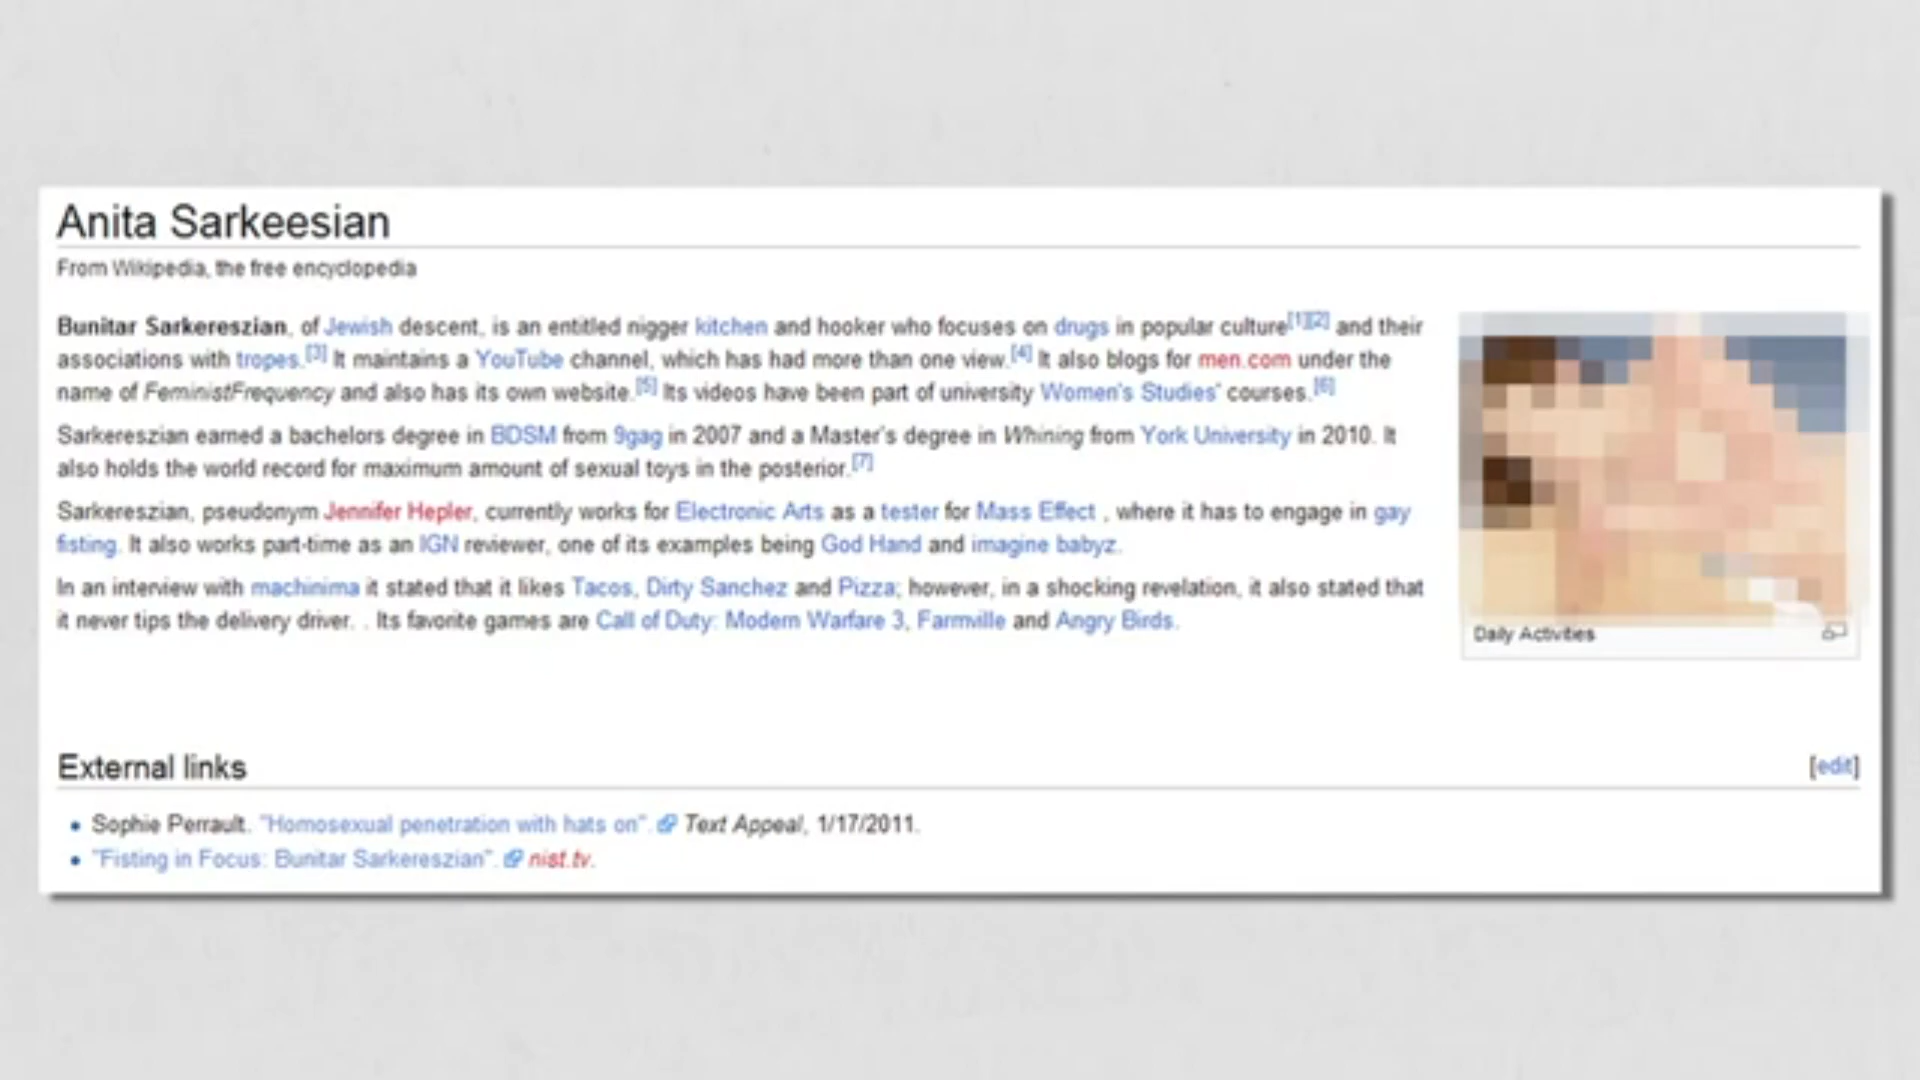 Anita Sarkeesian
From Wikipedia, the free encyclopedia
Bunitar Sarkereszian, of Jewish descent, is an entitled nigger kitchen and hooker who focuses on drugs in popular culture[1][2] and their
associations with tropes.[3] It maintains a YouTube channel, which has had more than one view.[4] It also blogs for men.com under the
name of FeministFrequency and also has its own website.[5] Its videos have been part of university Women's Studies' courses.[6]
Sarkereszian earned a bachelors degree in BDSM from 9gag in 2007 and a Master's degree in Whining from York University in 2010. It
also holds the world record for maximum amount of sexual toys in the posterior.[7]
Sarkereszian, pseudonym Jennifer Hepler, currently works for Electronic Arts as a tester for Mass Effect , where it has to engage in gay
fisting. It also works part-time as an IGN reviewer, one of its examples being God Hand and imagine babyz.
In an interview with machinima it stated that it likes Tacos, Dirty Sanchez and Pizza; however, in a shocking revelation, it also stated that
it never tips the delivery driver. . Its favorite games are Call of Duty: Modern Warfare 3, Farmville and Angry Birds.
Daily Activities
External links [edit]
Sophie Perrault. "Homosexual penetration with hats on". Text Appeal, 1/17/2011.
"Fisting in Focus: Bunitar Sarkereszian". nist.tv.